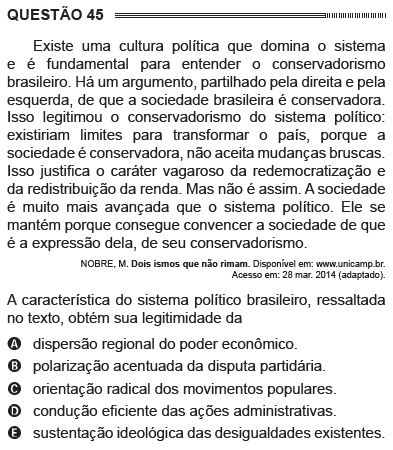 QUESTÃO 45
Existe uma cultura política que domina o sistema
e é fundamental para entender o conservadorismo
brasileiro. Há um argumento, partilhado pela direita e pela
esquerda, de que a sociedade brasileira é conservadora.
Isso legitimou o conservadorismo do sistema político:
existiriam limites para transformar o país, porque a
sociedade é conservadora, não aceita mudanças bruscas.
Isso justifica o caráter vagaroso da redemocratização e
da redistribuição da renda. Mas não é assim. A sociedade
é muito mais avançada que o sistema político. Ele se
mantém porque consegue convencer a sociedade de que
é a expressão dela, de seu conservadorismo.
NOBRE, M. Dois ismos que não rimam. Disponível em: www.unicamp.br.
Acesso em: 28 mar. 2014 (adaptado).
A característica do sistema político brasileiro, ressaltada
no texto, obtém sua legitimidade da
A dispersão regional do poder econômico.
B polarização acentuada da disputa partidária.
C orientação radical dos movimentos populares.
D condução eficiente das ações administrativas.
E sustentação ideológica das desigualdades existentes.